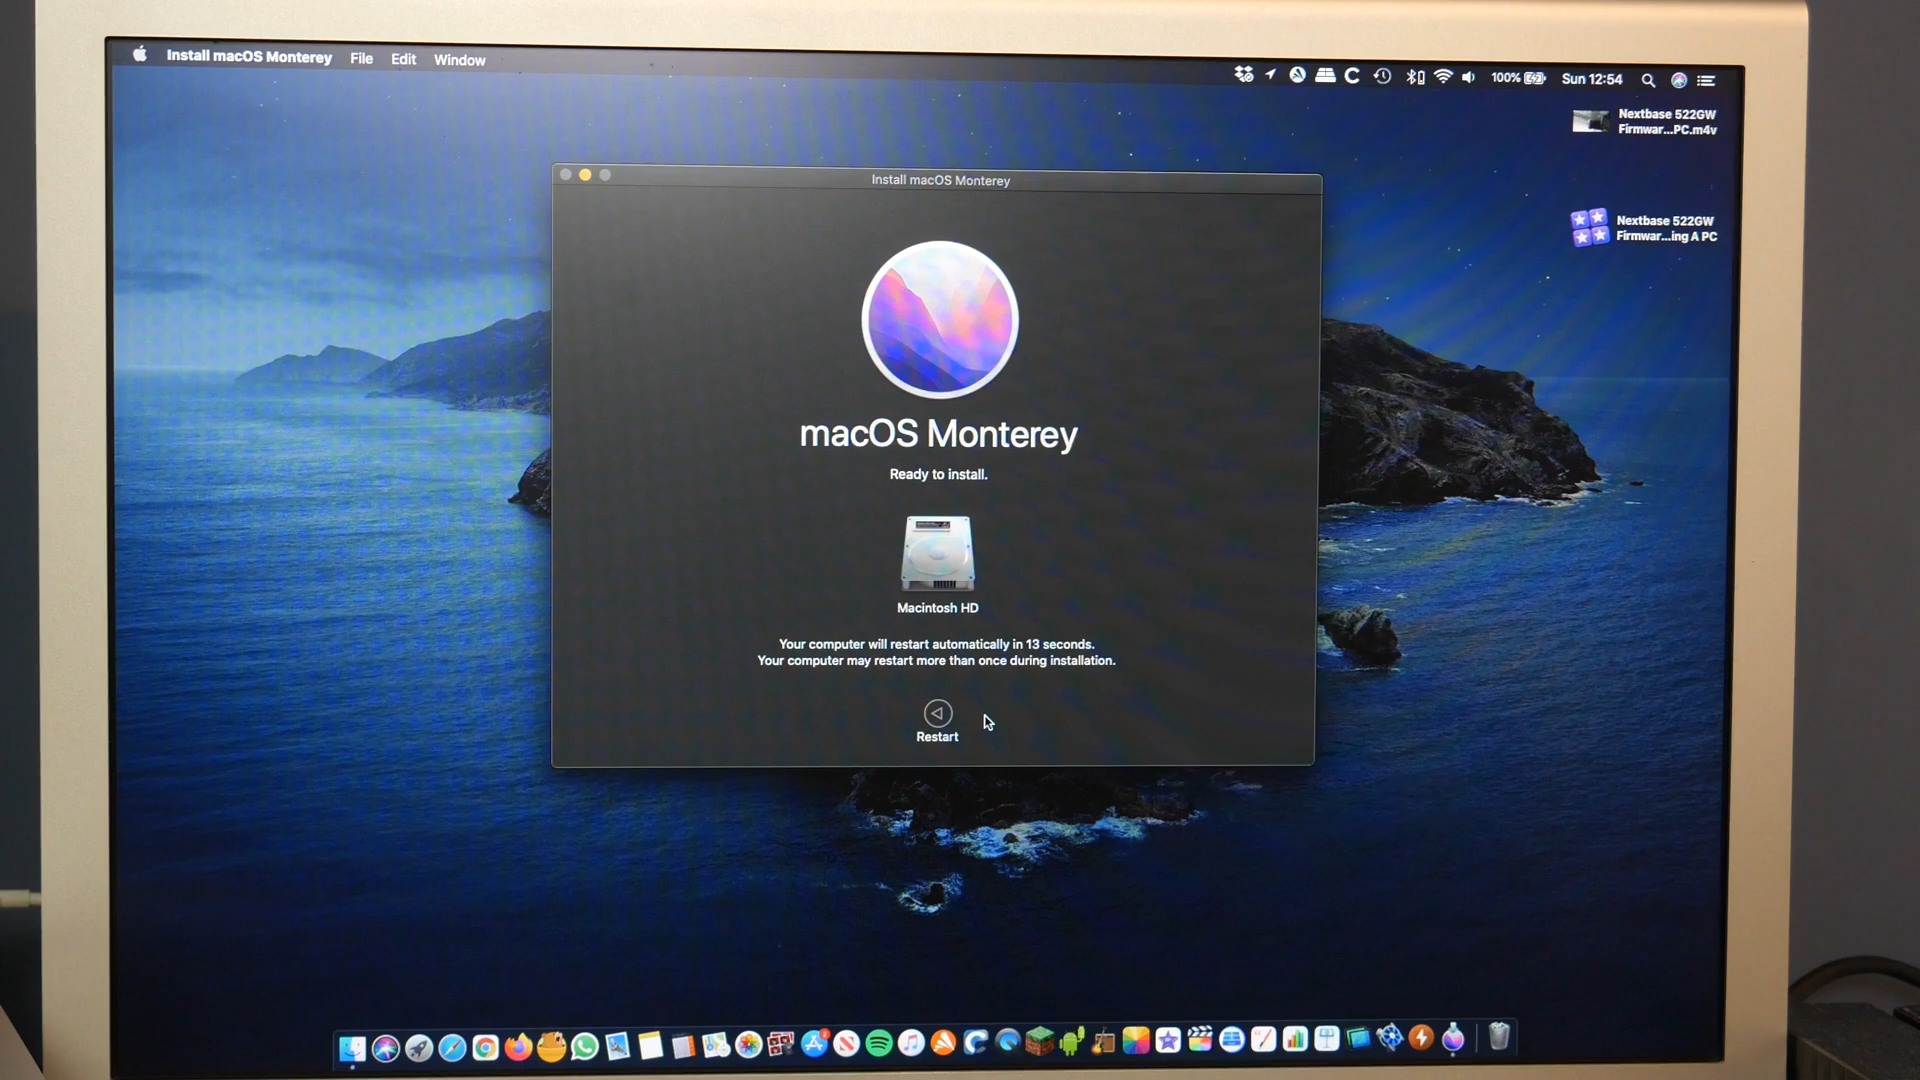 Install macOS Monterey File Edit Window
100% Sun 12:54
Nextbase 522GW
Firmwar...PC.m4v
Nextbase 522GW
Firmwar...ing A PC
Install macOS Monterey
macOS Monterey
Ready to install.
Macintosh HD
Your computer will restart automatically in 13 seconds.
Your computer may restart more than once during installation.
Restart